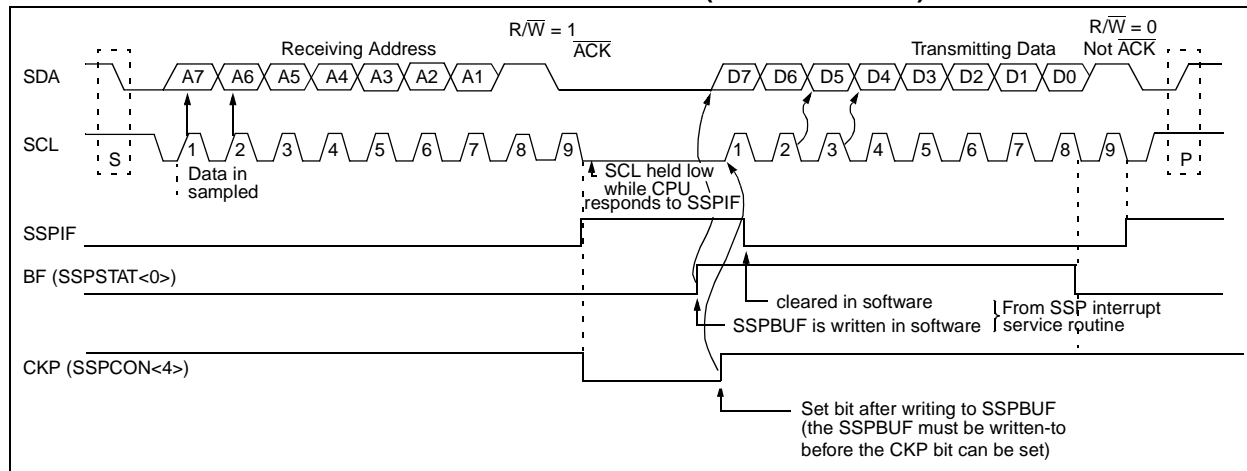 R/W = 1
ACK
R/W = 0
Not ACK
Receiving Address
Transmitting Data
SDA
A7 A6 A5 A4 A3 A2 A1
D7 D6 D5 D4 D3 D2 D1 D0
SCL
S
1 2 3 4 5 6 7 8 9
1 2 3 4 5 6 7 8 9
P
Data in
sampled
SCL held low
while CPU
responds to SSPIF
SSPIF
BF (SSPSTAT<0>)
cleared in software
SSPBUF is written in software
From SSP interrupt
service routine
CKP (SSPCON<4>)
Set bit after writing to SSPBUF
(the SSPBUF must be written-to
before the CKP bit can be set)